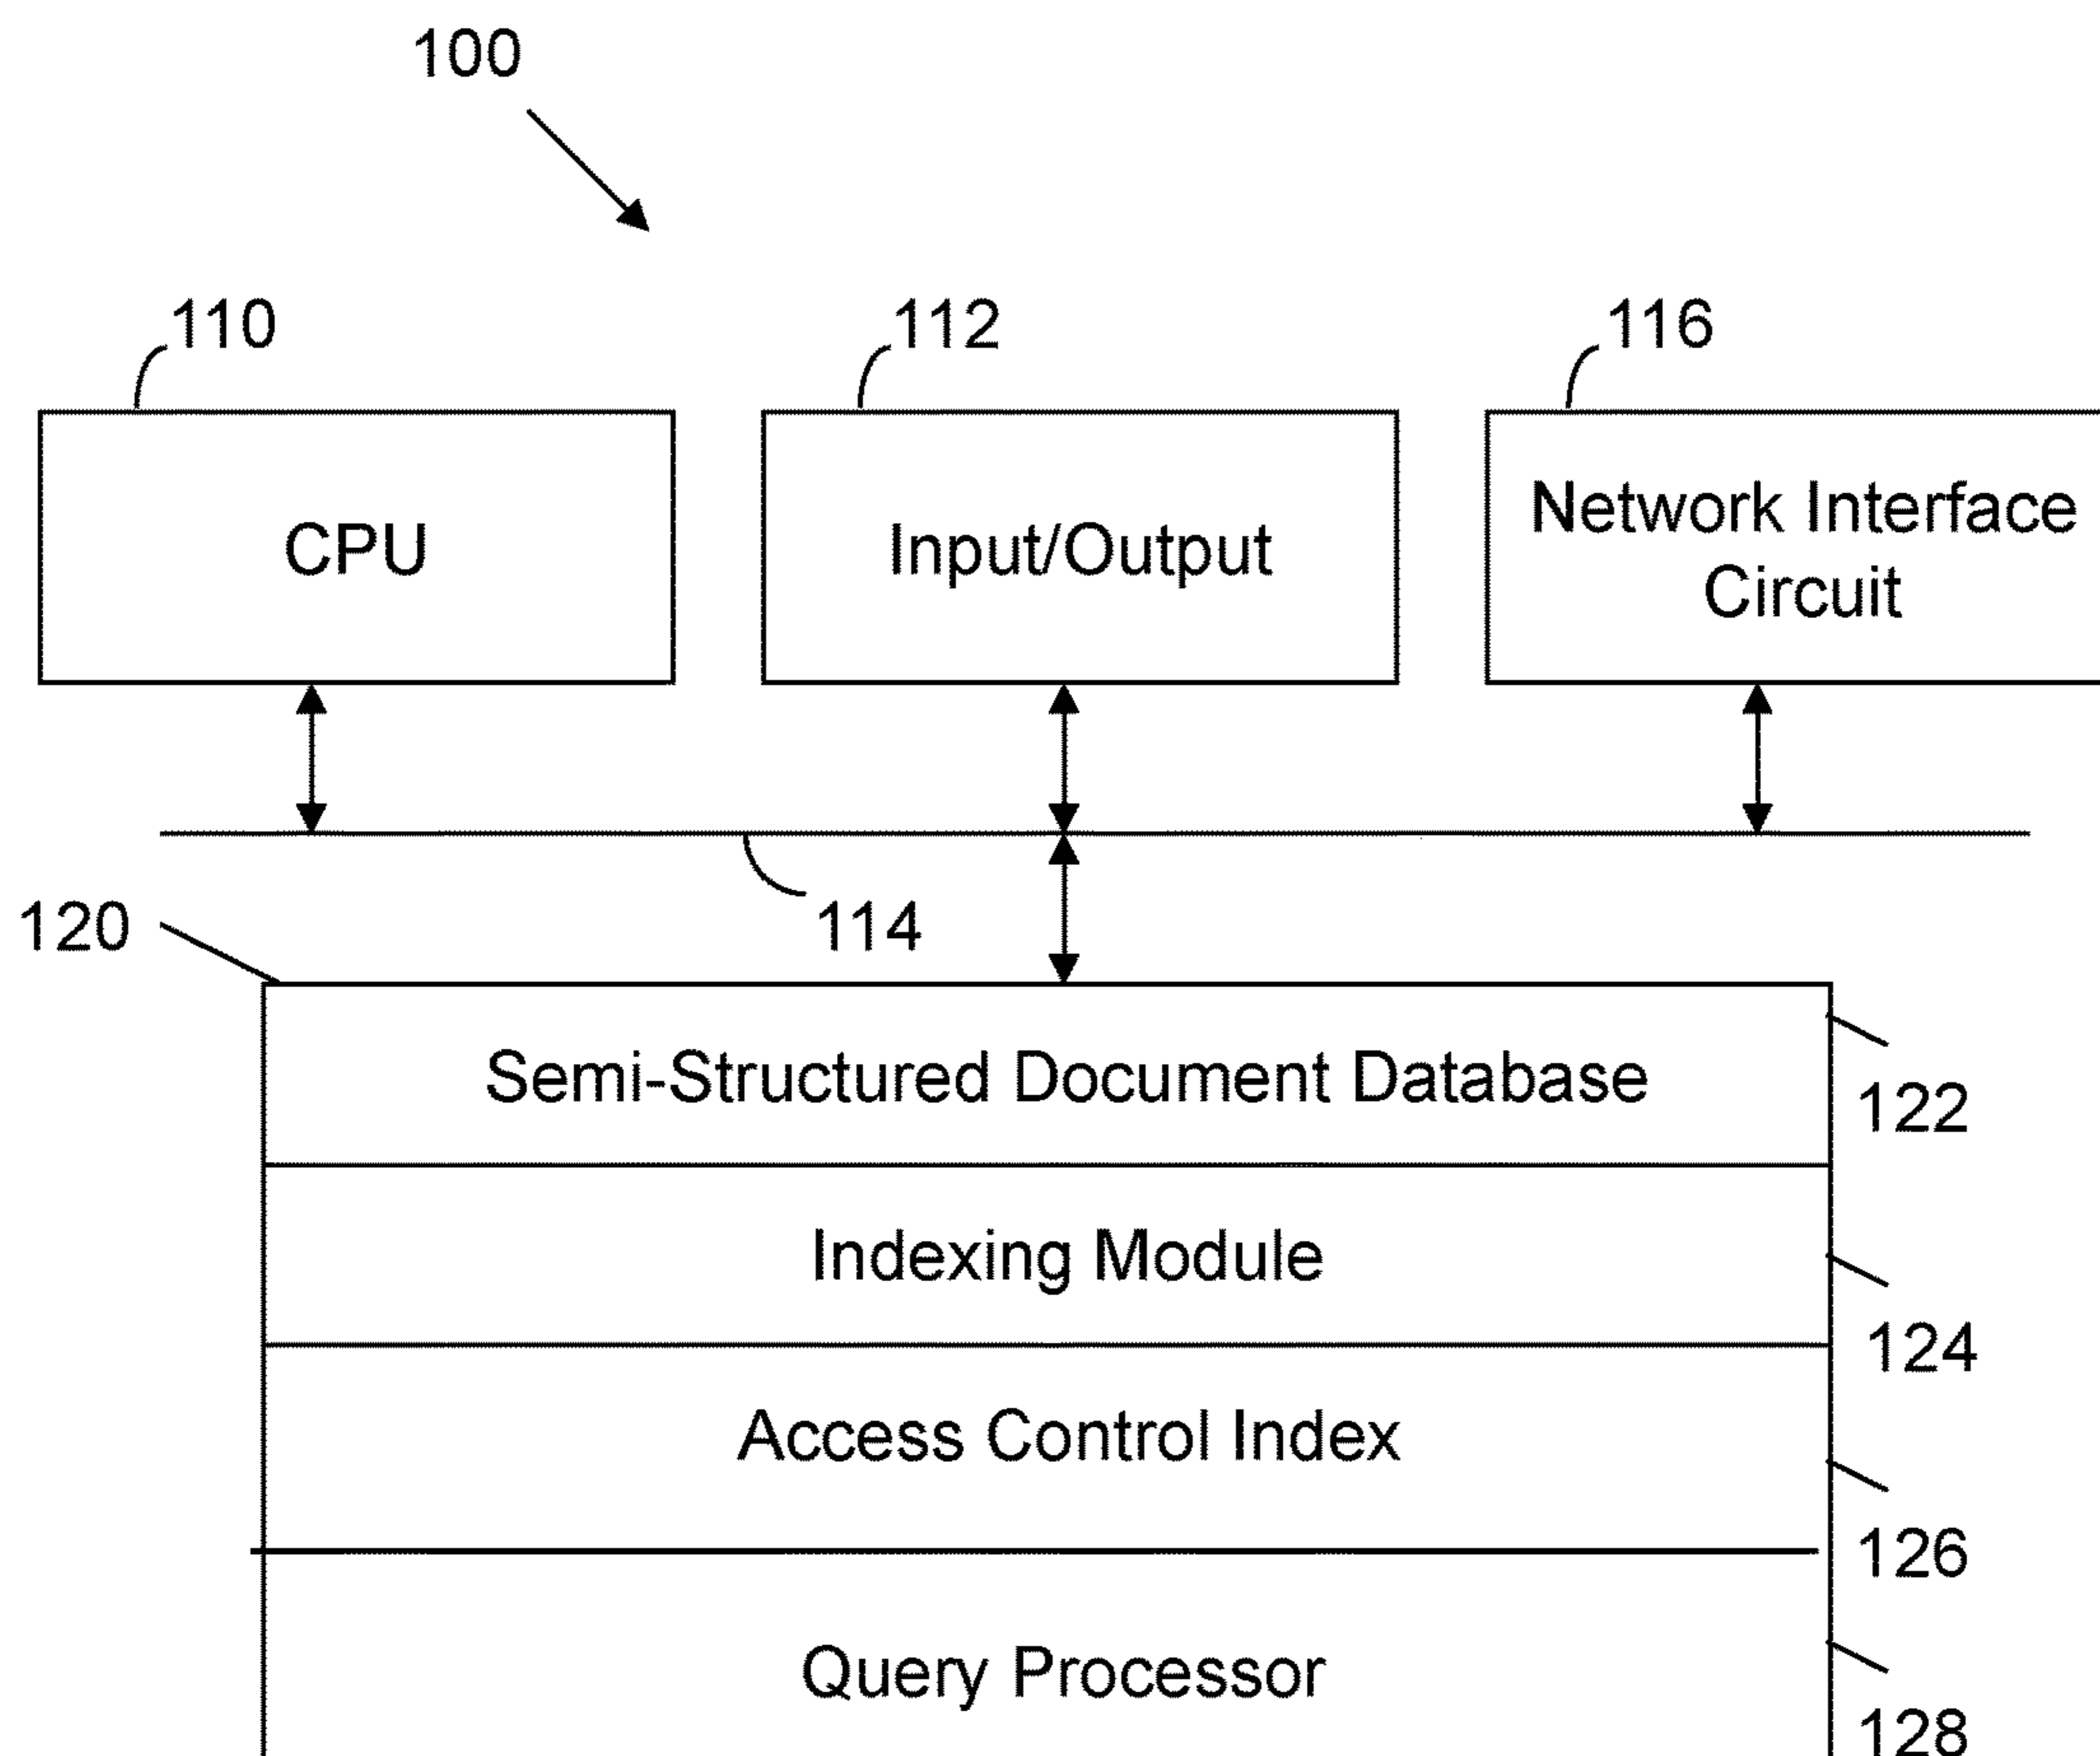 100
110
112
116
CPU
Input/Output
Network Interface
Circuit
114
120
Semi-Structured Document Database
122
Indexing Module
124
Access Control Index
126
Query Processor
128